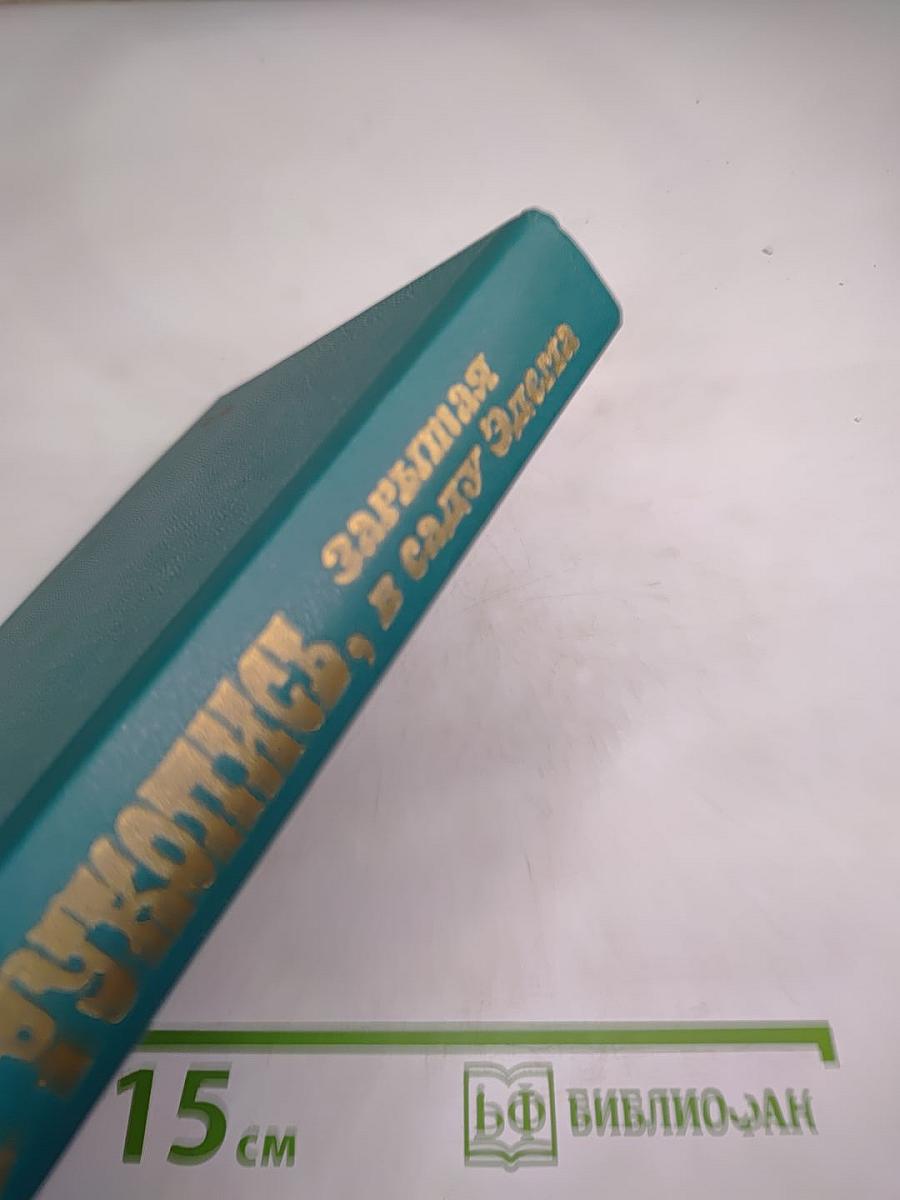 РУКОПИСЬ,
зарытая
в саду Эдема
15 см
БФ БИБЛИОФАН